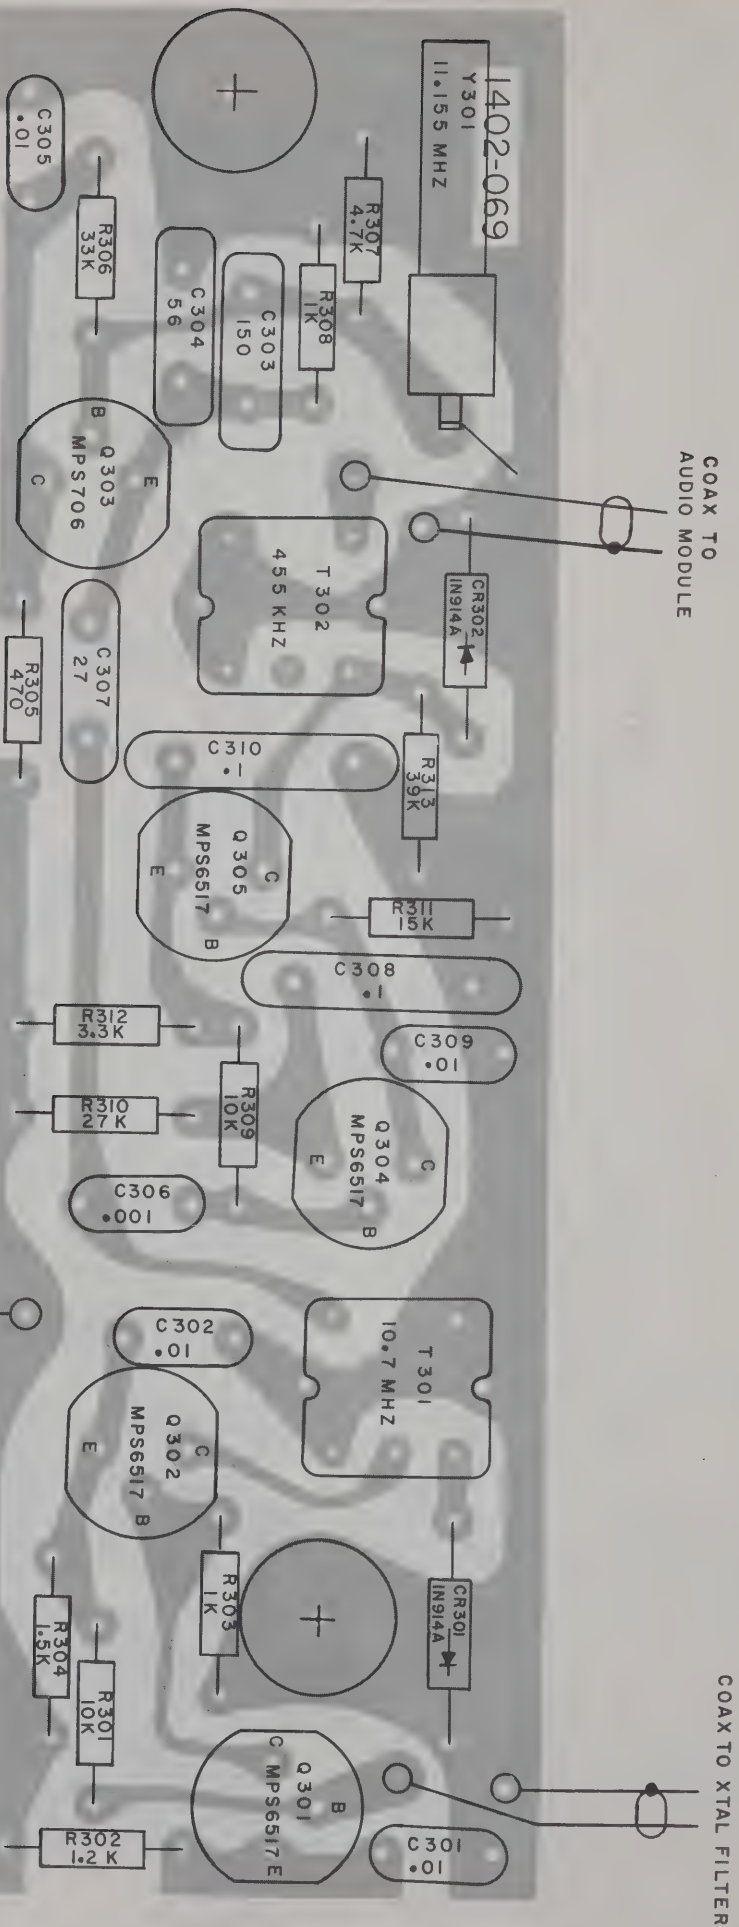 1402-069
Y301
11.155 MHZ
C305
.01
R306
33K
R307
4.7K
C304
56
C303
150
R308
1K
COAX TO
AUDIO MODULE
B
Q303
E
MPS706
C
T302
455 KHZ
CR302
IN914A
C307
27
R305
470
C310
.1
R313
39K
Q305
C
MPS6517
E
B
R311
15K
C308
.1
R312
3.3K
C309
.01
R310
27K
R309
10K
Q304
C
MPS6517
E
B
C306
.001
C302
.01
T301
10.7 MHZ
Q302
C
MPS6517
E
B
R303
1K
CR301
IN914A
R304
1.5K
R301
10K
COAX TO XTAL FILTER
C
Q301
B
MPS6517
E
R302
1.2K
C301
.01